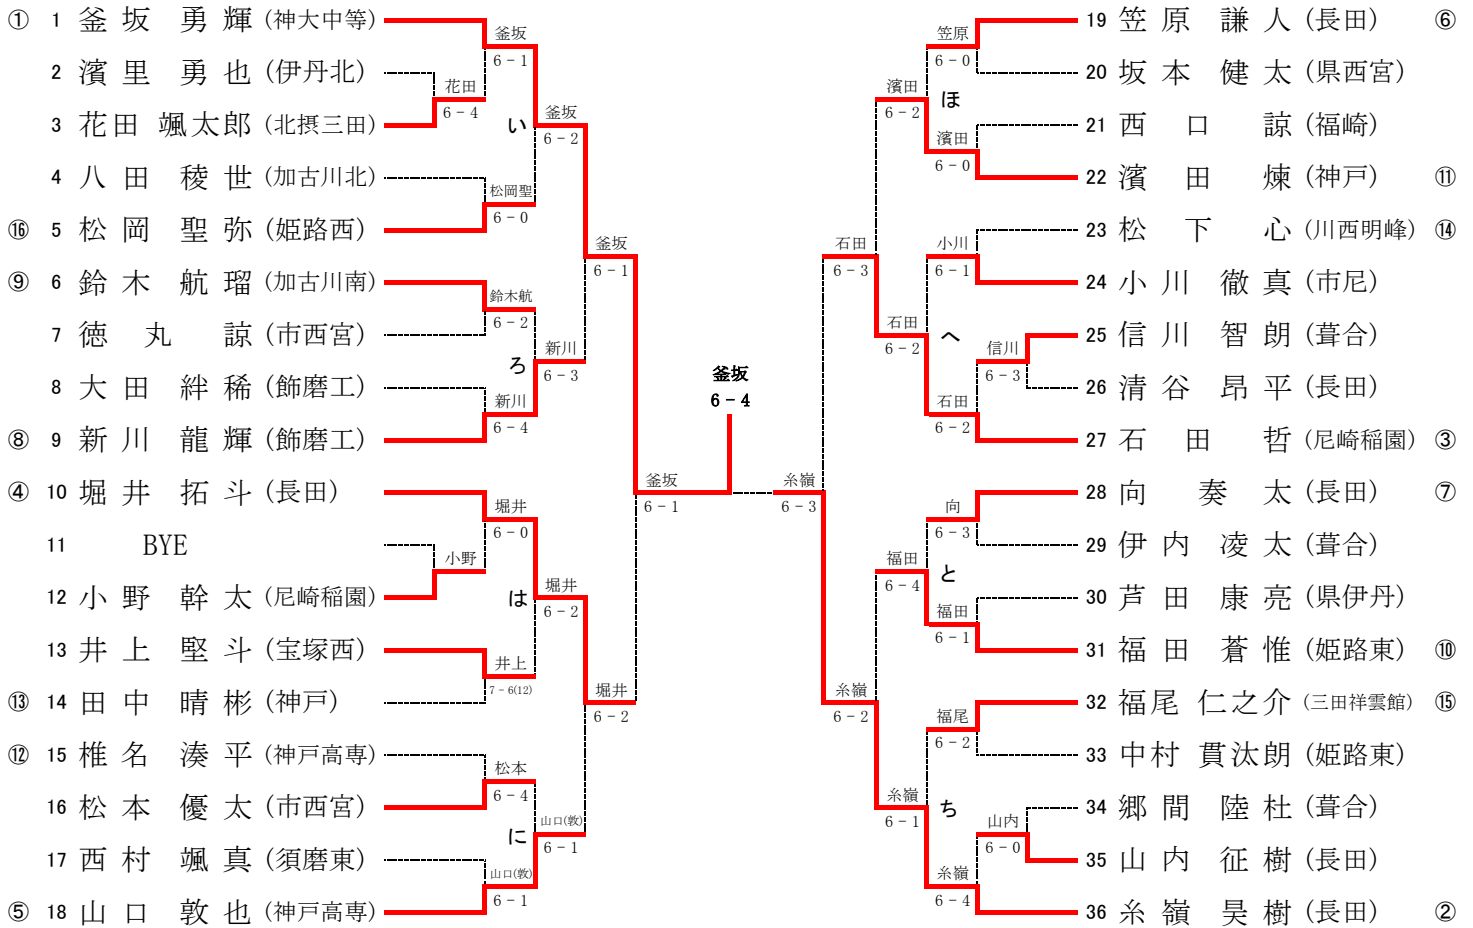 ① 1 釜坂 勇輝 (神大中等)
2 濱里 勇也 (伊丹北)
3 花田 颯太郎 (北摂三田)
4 八田 稜世 (加古川北)
⑯ 5 松岡 聖弥 (姫路西)
⑨ 6 鈴木 航瑠 (加古川南)
7 徳丸 諒 (市西宮)
8 大田 絆稀 (飾磨工)
⑧ 9 新川 龍輝 (飾磨工)
④ 10 堀井 拓斗 (長田)
11 BYE
12 小野 幹太 (尼崎稲園)
13 井上 堅斗 (宝塚西)
⑬ 14 田中 晴彬 (神戸)
⑫ 15 椎名 湊平 (神戸高専)
16 松本 優太 (市西宮)
17 西村 颯真 (須磨東)
⑤ 18 山口 敦也 (神戸高専)
釜坂
6-1
花田
6-4
い
釜坂
6-2
松岡聖
6-0
釜坂
6-1
鈴木航
6-2
ろ
新川
6-3
新川
6-4
堀井
6-0
小野
は
堀井
6-2
井上
7-6(12)
堀井
6-2
松本
6-4
に
山口(敦)
6-1
山口(敦)
6-1
釜坂
6-1
釜坂
6-4
糸嶺
6-3
石田
6-3
濱田
6-2
笠原
6-0
ほ
濱田
6-0
小川
6-1
石田
6-2
へ
信川
6-3
石田
6-2
向
6-3
福田
6-4
と
福田
6-1
糸嶺
6-2
福尾
6-2
糸嶺
6-1
ち
山内
6-0
糸嶺
6-4
19 笠原 謙人 (長田) ⑥
20 坂本 健太 (県西宮)
21 西口 諒 (福崎)
22 濱田 煉 (神戸) ⑪
23 松下 心 (川西明峰) ⑭
24 小川 徹真 (市尼)
25 信川 智朗 (葺合)
26 清谷 昂平 (長田)
27 石田 哲 (尼崎稲園) ③
28 向 奏太 (長田) ⑦
29 伊内 凌太 (葺合)
30 芦田 康亮 (県伊丹)
31 福田 蒼惟 (姫路東) ⑩
32 福尾 仁之介 (三田祥雲館) ⑮
33 中村 貫汰朗 (姫路東)
34 郷間 陸杜 (葺合)
35 山内 征樹 (長田)
36 糸嶺 昊樹 (長田) ②